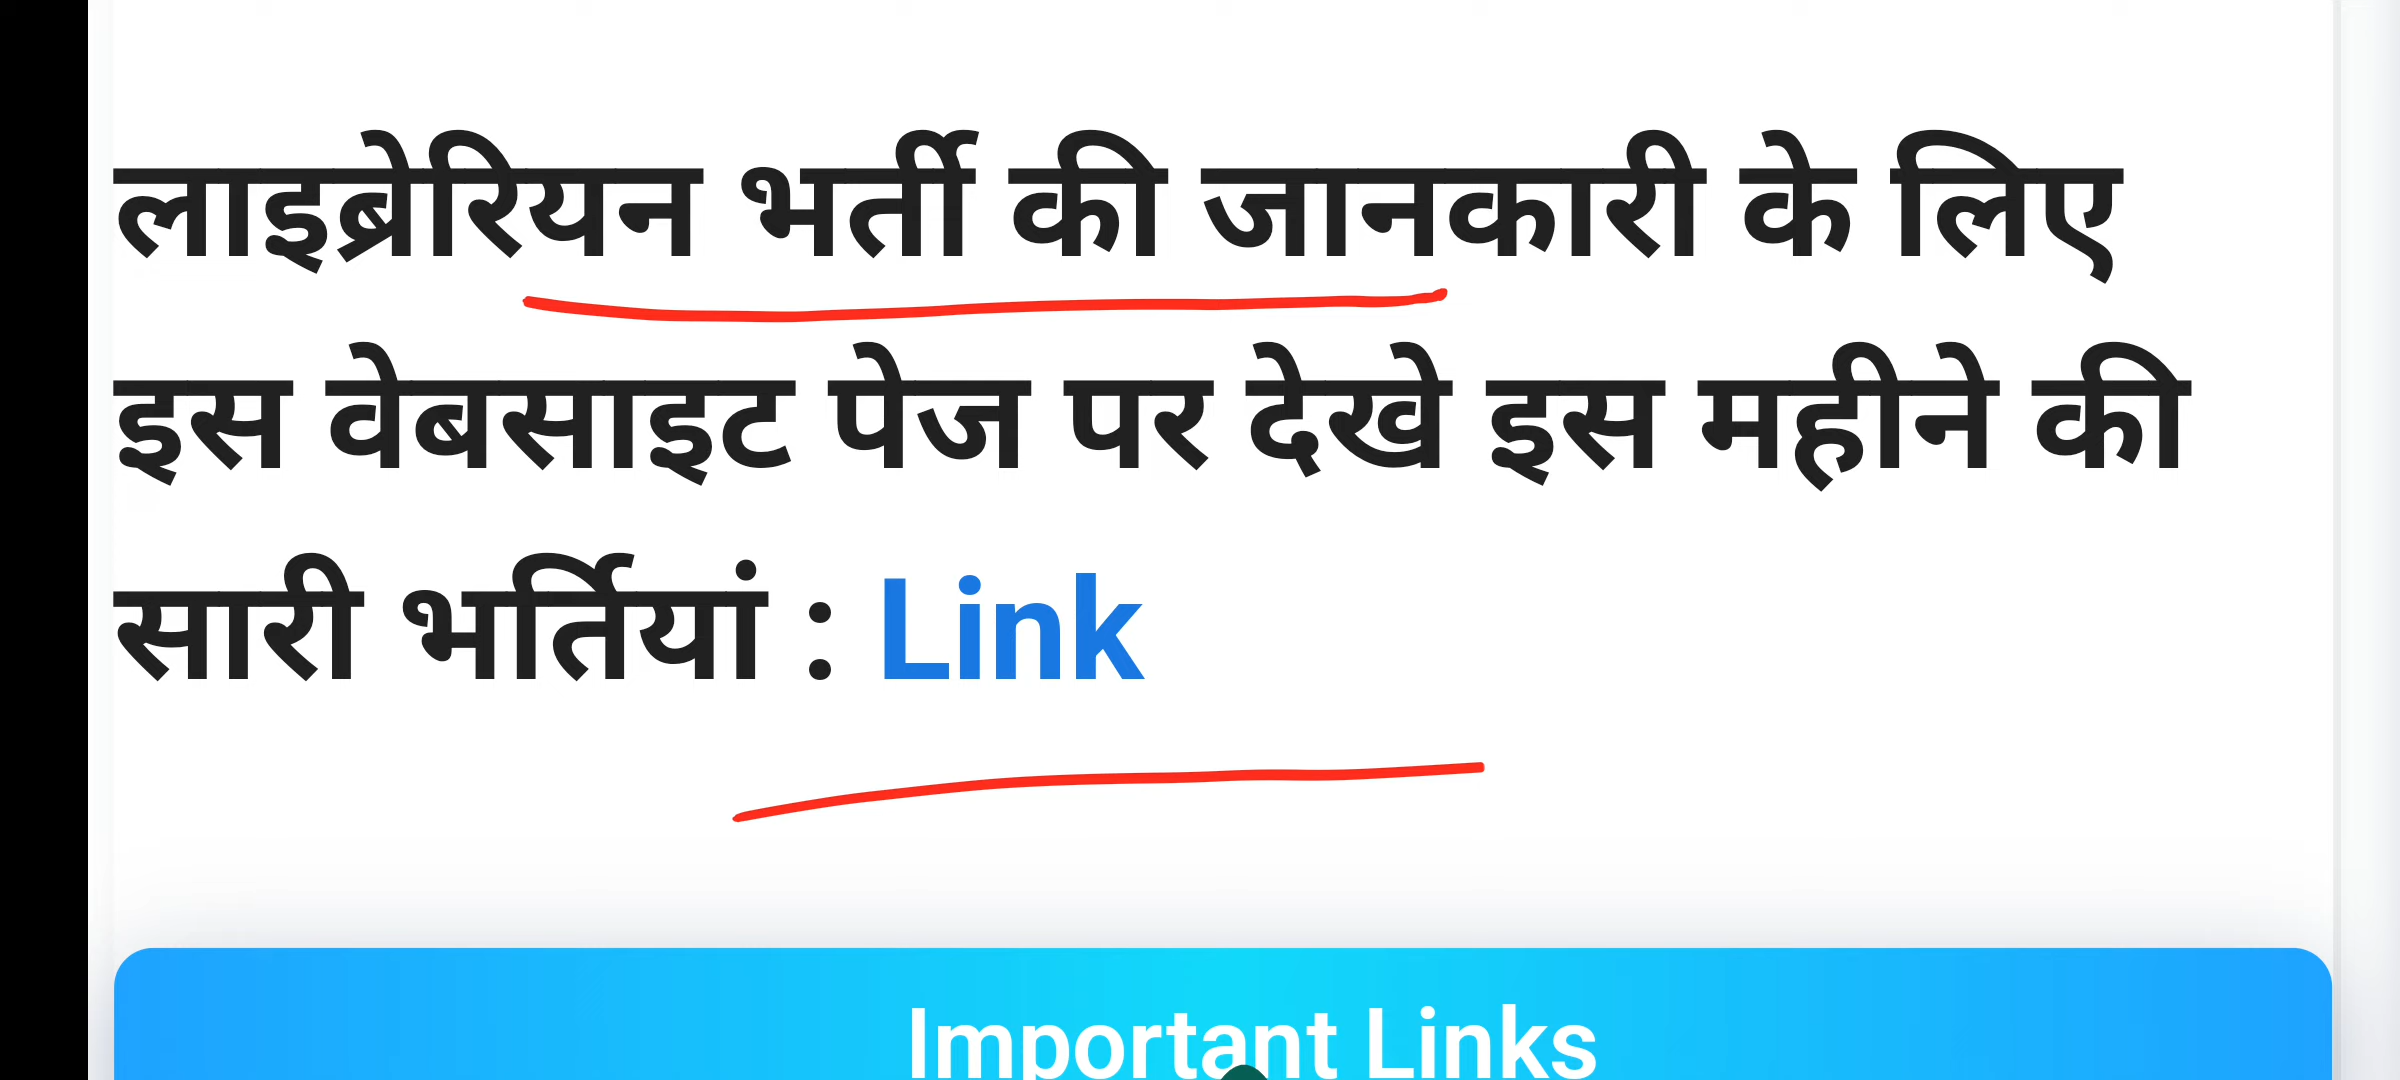 लाइब्रेरियन भर्ती की जानकारी के लिए
इस वेबसाइट पेज पर देखे इस महीने की
सारी भर्तियां : Link
Important Links